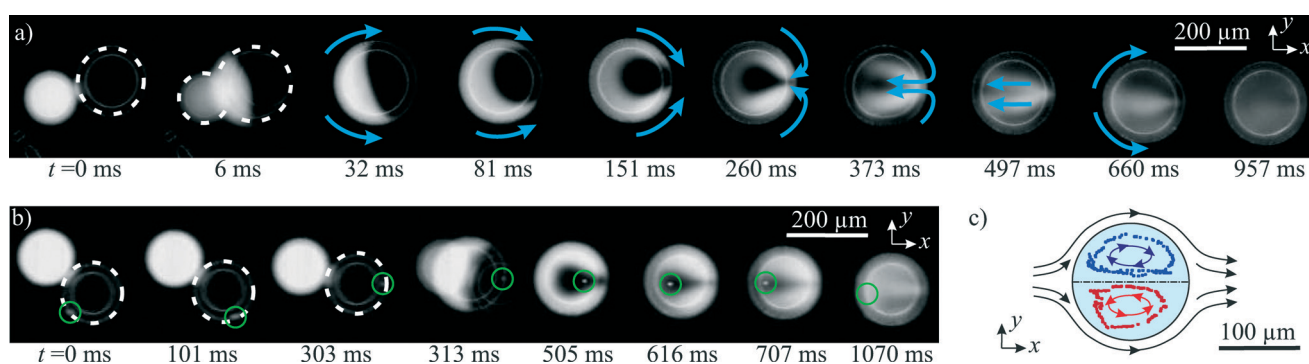 a)
200 µm
y
x
t =0 ms 6 ms 32 ms 81 ms 151 ms 260 ms 373 ms 497 ms 660 ms 957 ms
b)
200 µm
y
x
t=0 ms 101 ms 303 ms 313 ms 505 ms 616 ms 707 ms 1070 ms
c)
y
x
100 µm